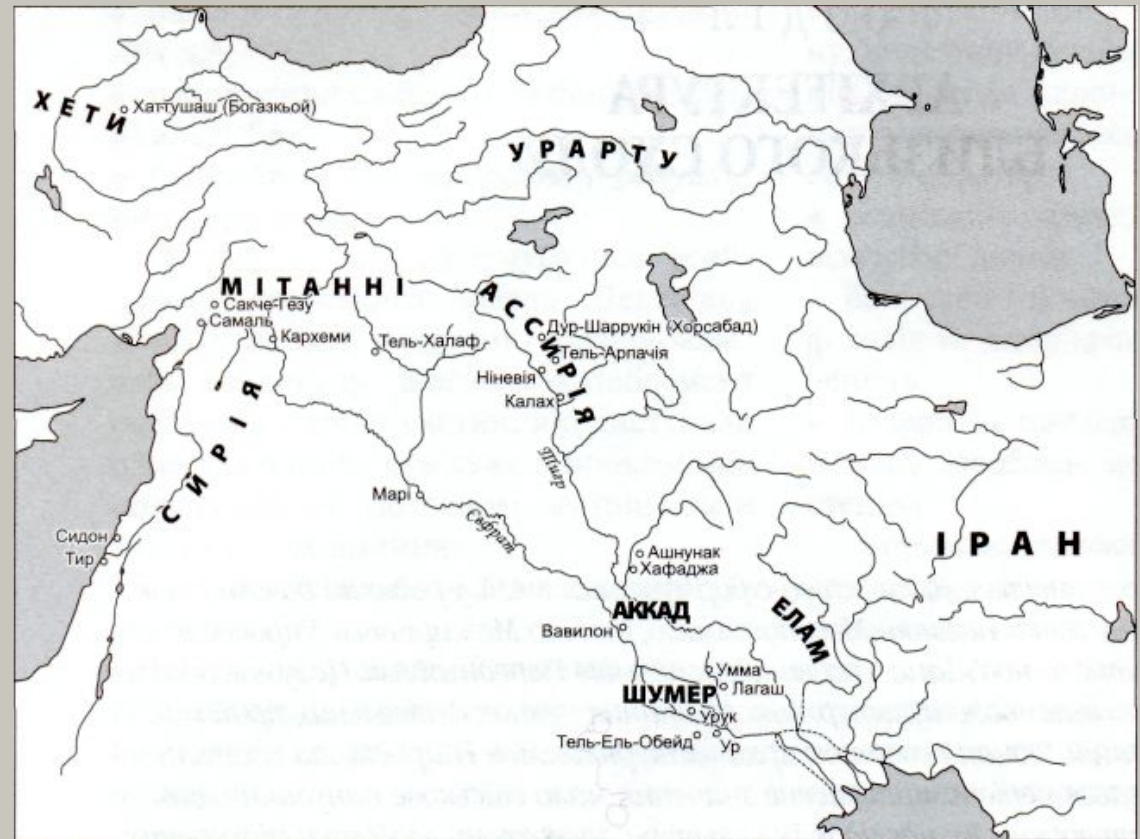 ХЕТИ
Хаттушаш (Богазкьой)
УРАРТУ
МІТАННІ
Сакче-Гезу
Самаль
Кархеми
Тель-Халаф
АССИРІЯ
Дур-Шаррукін (Хорсабад)
Тель-Арпачія
Ніневія
Калах
Тигр
СИРІЯ
Марі
Євфрат
Сидон
Тир
ІРАН
Ашнунак
Хафаджа
АККАД
Вавилон
ЕЛАМ
Умма
Лагаш
ШУМЕР
Урук
Тель-Ель-Обейд
Ур